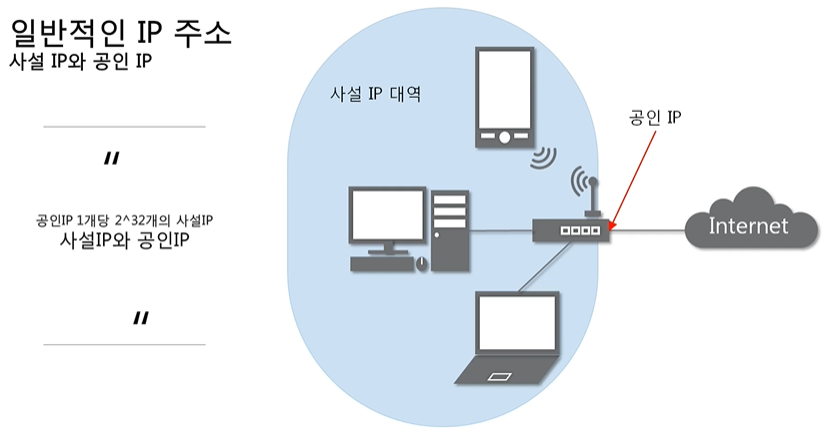 일반적인 IP 주소
사설 IP와 공인 IP
"
공인IP 1개당 2^32개의 사설IP
사설IP와 공인IP
"
사설 IP 대역
공인 IP
Internet